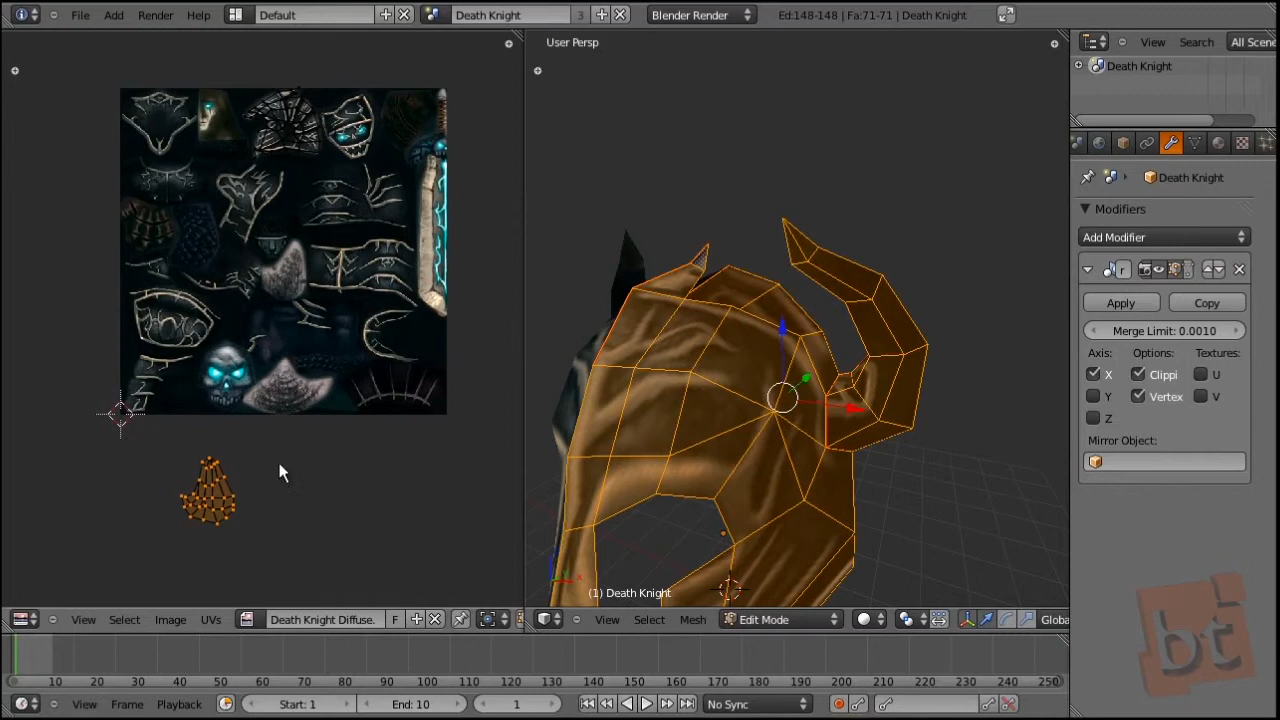 File Add Render Help Default Death Knight 3 Blender Render Ed:148-148 | Fa:71-71 | Death Knight
View Search All Scene
User Persp
Death Knight
Death Knight
Modifiers
Add Modifier
r
Apply Copy
Merge Limit: 0.0010
Axis: Options: Textures:
X Clippi U
Y Vertex V
Z
Mirror Object:
(1) Death Knight
View Select Image UVs Death Knight Diffuse. F View Select Mesh Edit Mode Globa
10 20 30 40 50 60 70 80 90 100 110 120 130 140 150 160 170 180 190 200 210 220 230 240 250
View Frame Playback Start: 1 End: 10 1 No Sync
bt